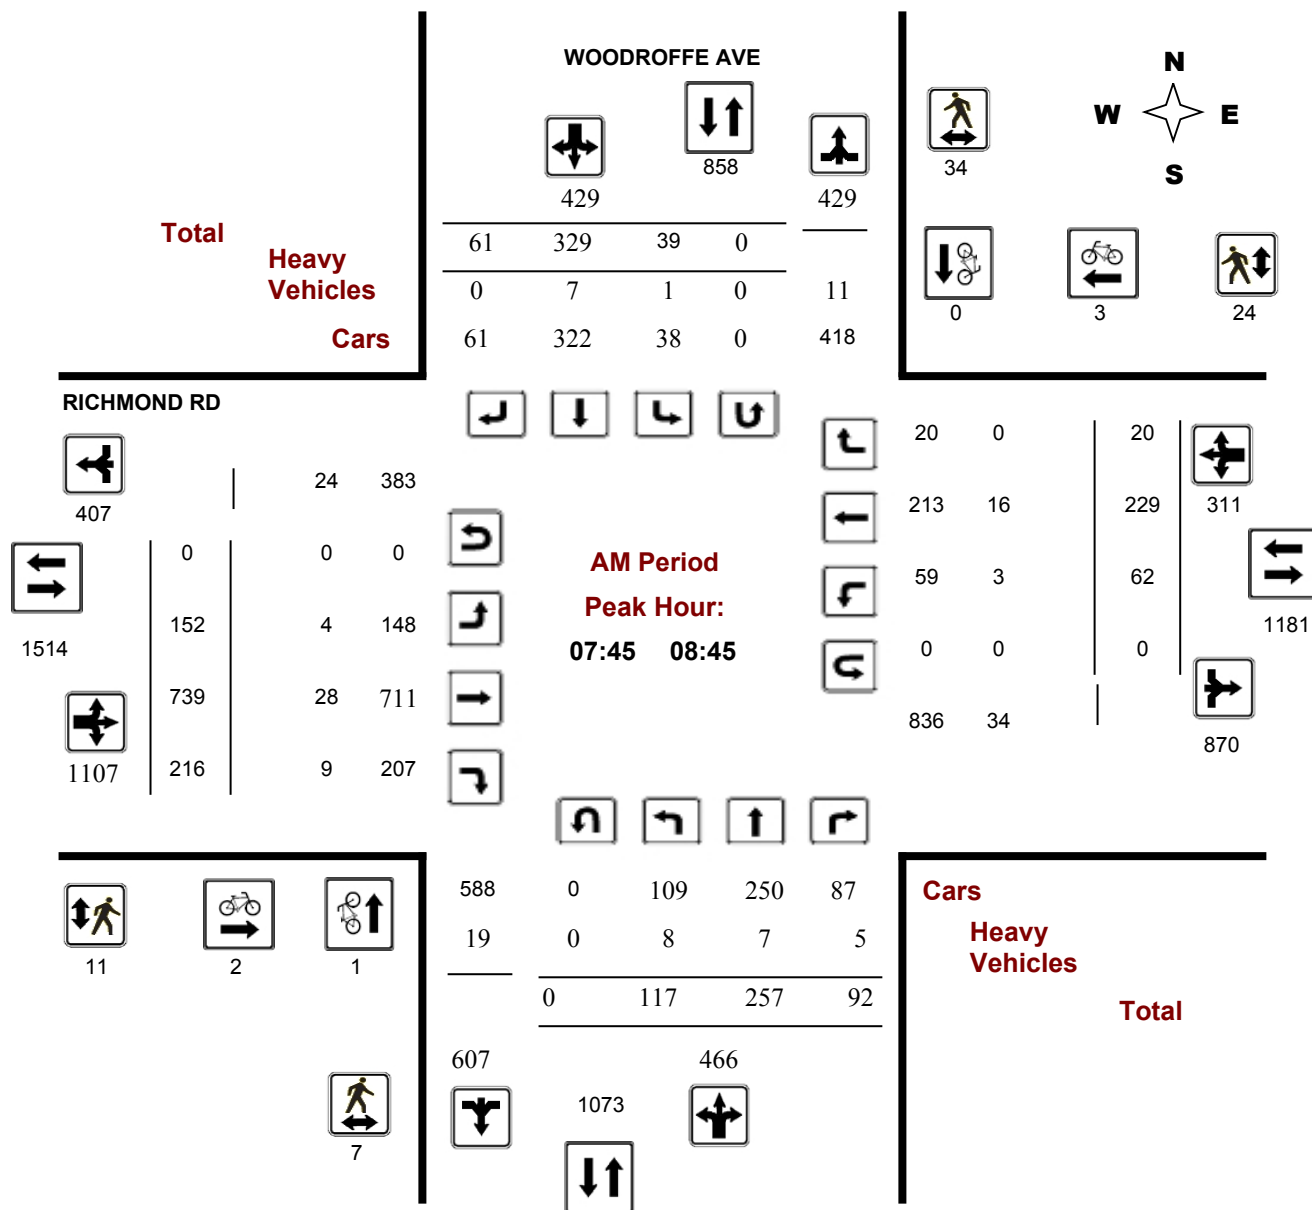 WOODROFFE AVE
N
W E
S
858
34
429 429
Total 61 329 39 0
Heavy
Vehicles 0 7 1 0 11
Cars 61 322 38 0 418
0 3 24
RICHMOND RD
20 0 20
24 383
407
213 16 229 311
0 0 0
AM Period
59 3 62
Peak Hour:
152 4 148
1181
1514
07:45 08:45
0 0 0
739 28 711
836 34
870
1107 216 9 207
588 0 109 250 87 Cars
19 0 8 7 5 Heavy
Vehicles
11 2 1
0 117 257 92 Total
607 466
1073
7